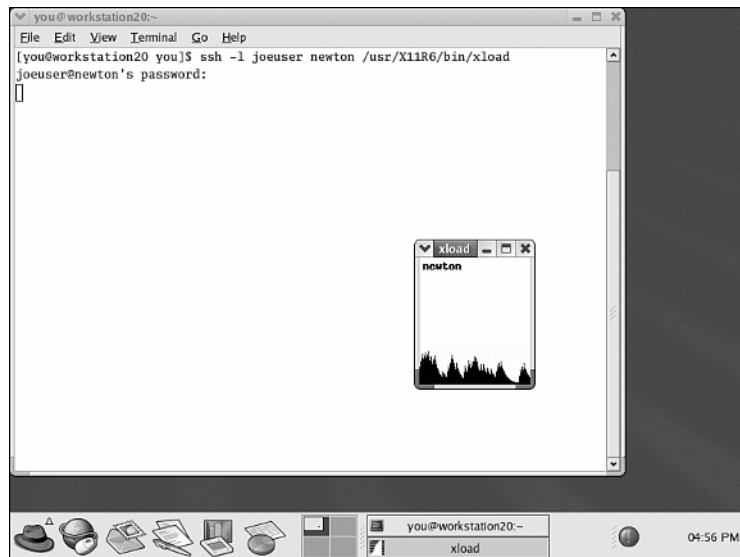 you@workstation20:~
File Edit View Terminal Go Help
[you@workstation20 you]$ ssh -l joeuser newton /usr/X11R6/bin/xload
joeuser@newton's password:
xload
newton
you@workstation20:~
xload
04:56 PM